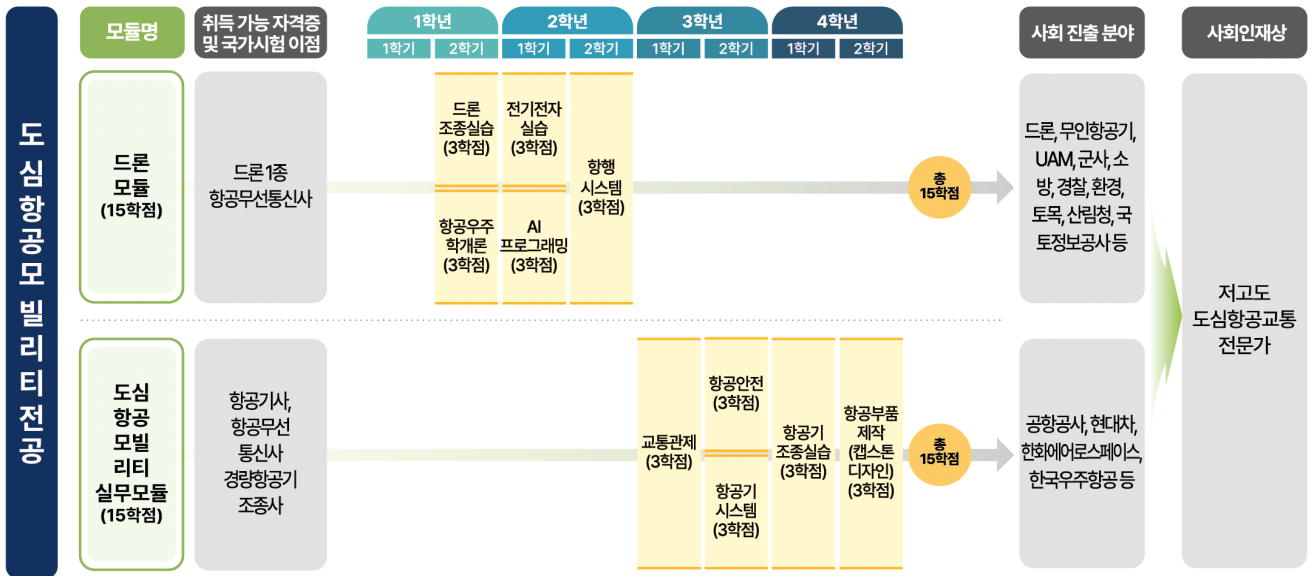 도심항공모빌리티전공
모듈명
취득 가능 자격증
및 국가시험 이점
1학년
2학년
3학년
4학년
1학기
2학기
1학기
2학기
1학기
2학기
1학기
2학기
사회 진출 분야
사회인재상
드론
모듈
(15학점)
드론 1종
항공무선통신사
드론
조종실습
(3학점)
항공우주
학개론
(3학점)
전기전자
실습
(3학점)
AI
프로그래밍
(3학점)
항행
시스템
(3학점)
총
15학점
드론, 무인항공기,
UAM, 군사, 소
방, 경찰, 환경,
토목, 산림청, 국
토정보공사 등
도심
항공
모빌
리티
실무모듈
(15학점)
항공기사,
항공무선
통신사
경량항공기
조종사
교통관제
(3학점)
항공안전
(3학점)
항공기
시스템
(3학점)
항공기
조종실습
(3학점)
항공부품
제작
(캡스톤
디자인)
(3학점)
총
15학점
공항공사, 현대차,
한화에어로스페이스,
한국우주항공 등
저고도
도심항공교통
전문가